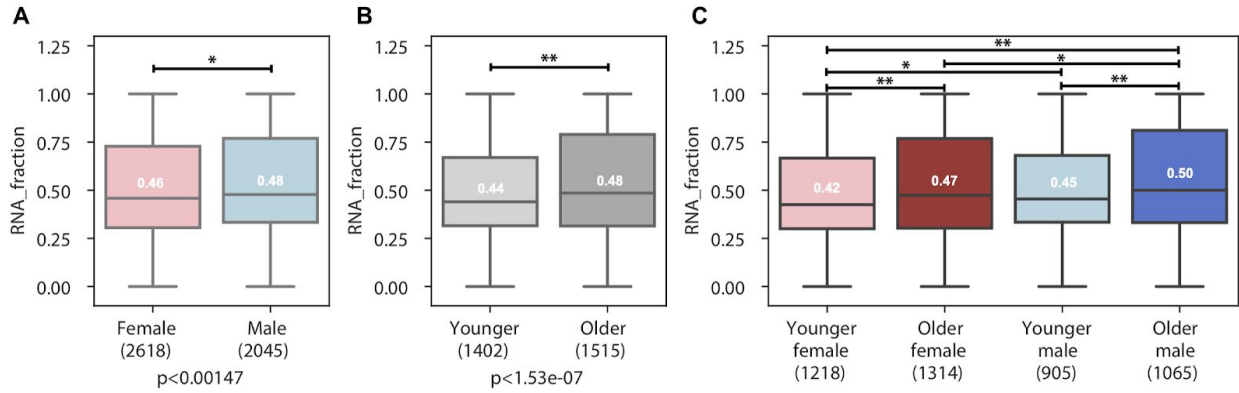 A
B
C
RNA_fraction
1.25
1.00
0.75
0.50
0.25
0.00
*
0.46
0.48
Female
(2618)
Male
(2045)
p<0.00147
RNA_fraction
1.25
1.00
0.75
0.50
0.25
0.00
**
0.44
0.48
Younger
(1402)
Older
(1515)
p<1.53e-07
RNA_fraction
1.25
1.00
0.75
0.50
0.25
0.00
**
*
*
**
**
0.42
0.47
0.45
0.50
Younger
female
(1218)
Older
female
(1314)
Younger
male
(905)
Older
male
(1065)